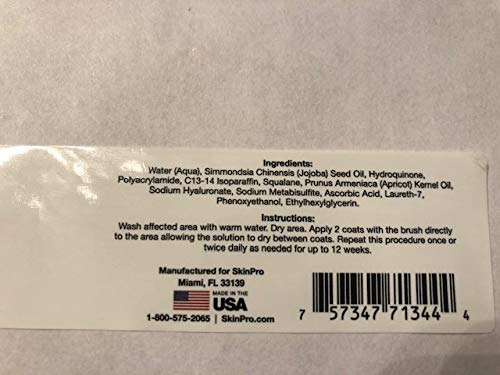 Ingredients:
Water (Aqua), Simmondsia Chinensis (Jojoba) Seed Oil, Hydroquinone,
Polyacrylamide, C13-14 Isoparaffin, Squalane, Prunus Armeniaca (Apricot) Kernel Oil,
Sodium Hyaluronate, Sodium Metabisulfite, Ascorbic Acid, Laureth-7,
Phenoxyethanol, Ethylhexylglycerin.
Instructions:
Wash affected area with warm water. Dry area. Apply 2 coats with the brush directly
to the area allowing the solution to dry between coats. Repeat this procedure once or
twice daily as needed for up to 12 weeks.
Manufactured for SkinPro
Miami, FL 33139
MADE IN THE
USA
1-800-575-2065 | SkinPro.com
7 57347 71344 4